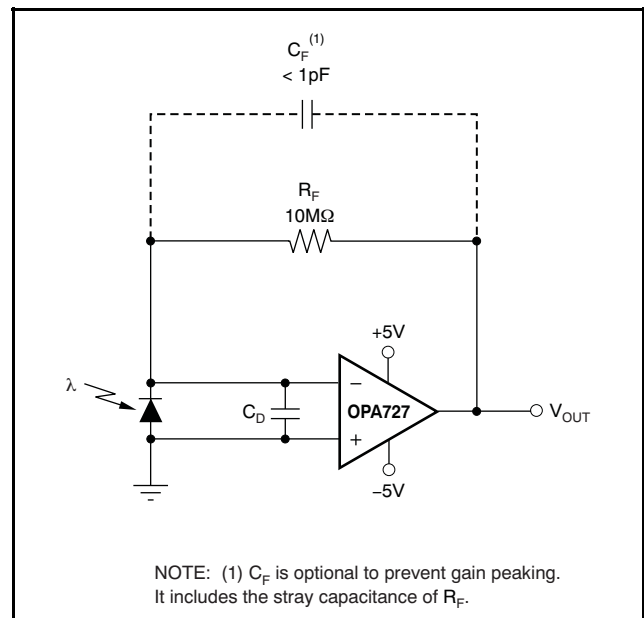 C_F^(1)
< 1pF
R_F
10MΩ
+5V
λ
C_D
−
OPA727
+
V_OUT
−5V
NOTE: (1) C_F is optional to prevent gain peaking.
It includes the stray capacitance of R_F.